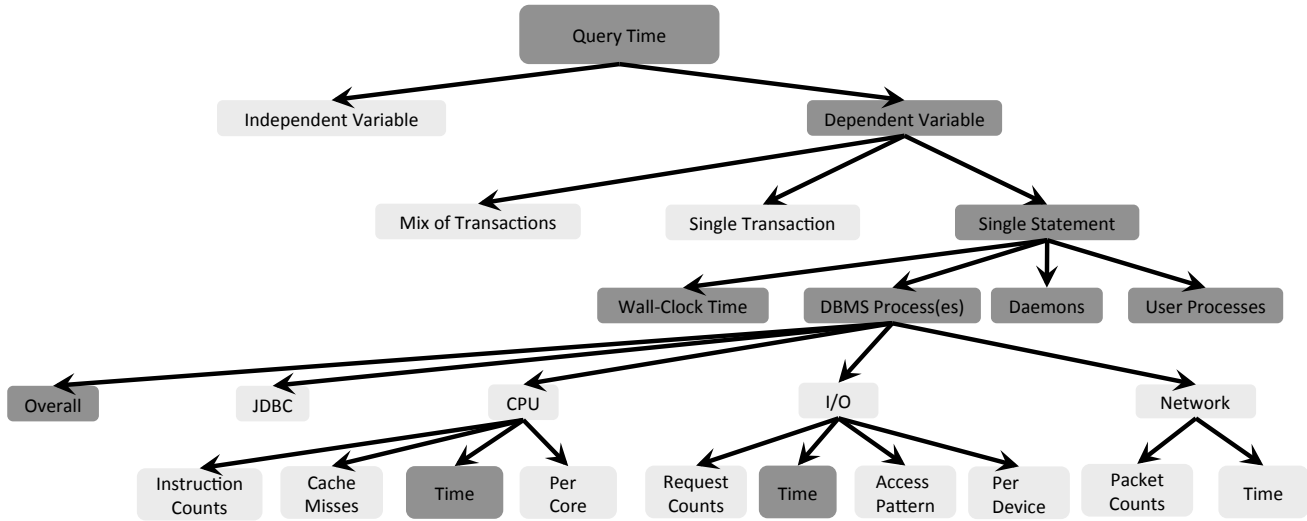 Query Time
Independent Variable
Dependent Variable
Mix of Transactions
Single Transaction
Single Statement
Wall-Clock Time
DBMS Process(es)
Daemons
User Processes
Overall
JDBC
CPU
I/O
Network
Instruction
Counts
Cache
Misses
Time
Per
Core
Request
Counts
Time
Access
Pattern
Per
Device
Packet
Counts
Time